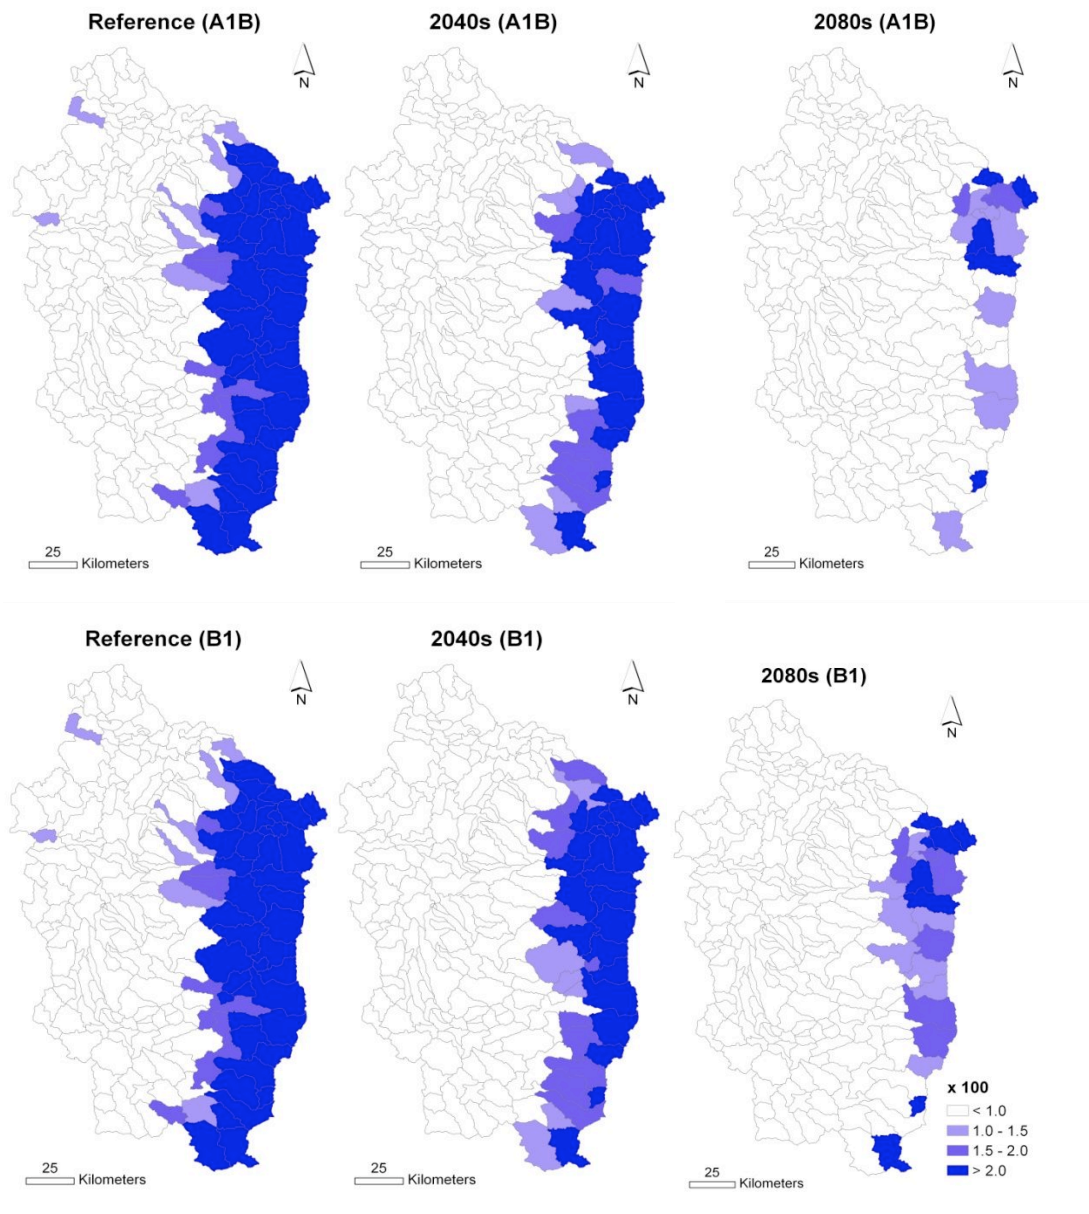 Reference (A1B)
2040s (A1B)
2080s (A1B)
N
N
N
25
Kilometers
25
Kilometers
25
Kilometers
Reference (B1)
2040s (B1)
2080s (B1)
N
N
N
x 100
< 1.0
1.0 - 1.5
1.5 - 2.0
> 2.0
25
Kilometers
25
Kilometers
25
Kilometers